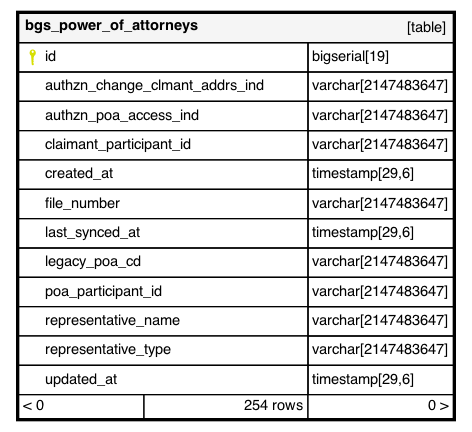 bgs_power_of_attorneys [table]
id bigserial[19]
authzn_change_clmant_addrs_ind varchar[2147483647]
authzn_poa_access_ind varchar[2147483647]
claimant_participant_id varchar[2147483647]
created_at timestamp[29,6]
file_number varchar[2147483647]
last_synced_at timestamp[29,6]
legacy_poa_cd varchar[2147483647]
poa_participant_id varchar[2147483647]
representative_name varchar[2147483647]
representative_type varchar[2147483647]
updated_at timestamp[29,6]
< 0 254 rows 0 >